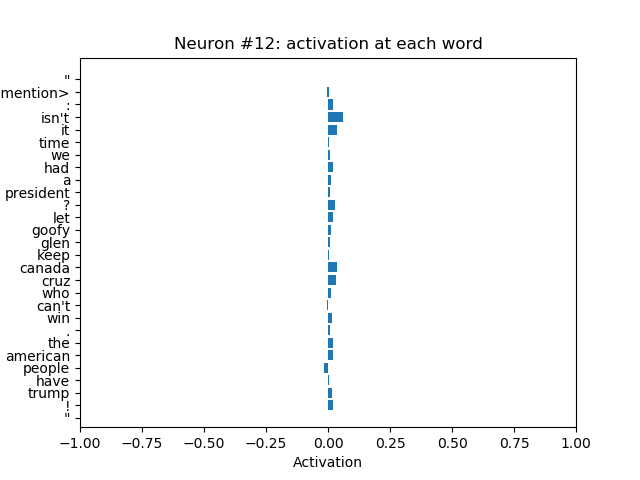 Neuron #12: activation at each word
"
mention>
.
isn't
it
time
we
had
a
president
?
let
goofy
glen
keep
canada
cruz
who
can't
win
.
the
american
people
have
trump
!
"
−1.00 −0.75 −0.50 −0.25 0.00 0.25 0.50 0.75 1.00
Activation